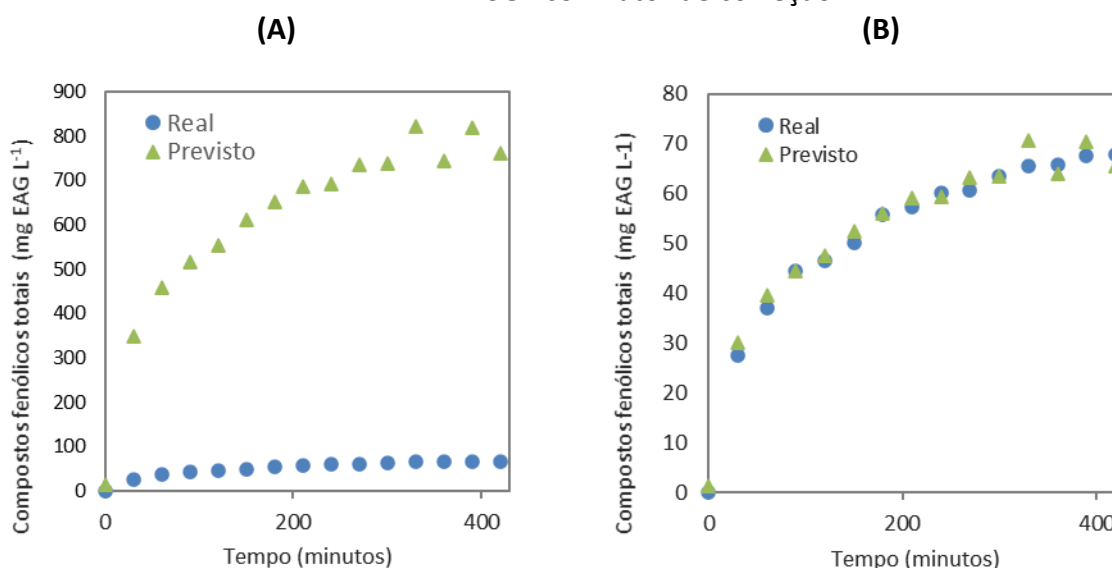 (A)
(B)
Compostos fenólicos totais (mg EAG L-1)
900
800
700
600
500
400
300
200
100
0
Real
Previsto
0
200
400
Tempo (minutos)
Compostos fenólicos totais (mg EAG L-1)
80
70
60
50
40
30
20
10
0
Real
Previsto
0
200
400
Tempo (minutos)